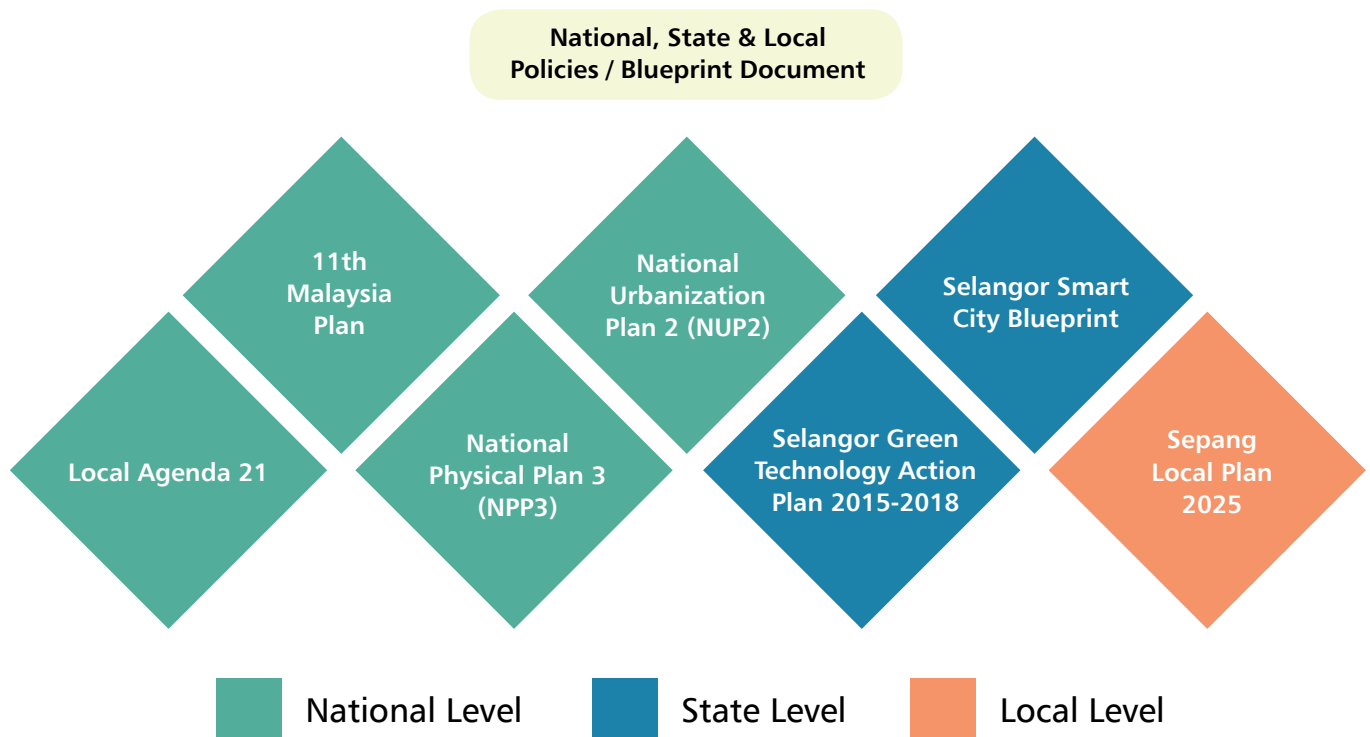 National, State & Local
Policies / Blueprint Document
11th
Malaysia
Plan
National
Urbanization
Plan 2 (NUP2)
Selangor Smart
City Blueprint
Local Agenda 21
National
Physical Plan 3
(NPP3)
Selangor Green
Technology Action
Plan 2015-2018
Sepang
Local Plan
2025
National Level
State Level
Local Level